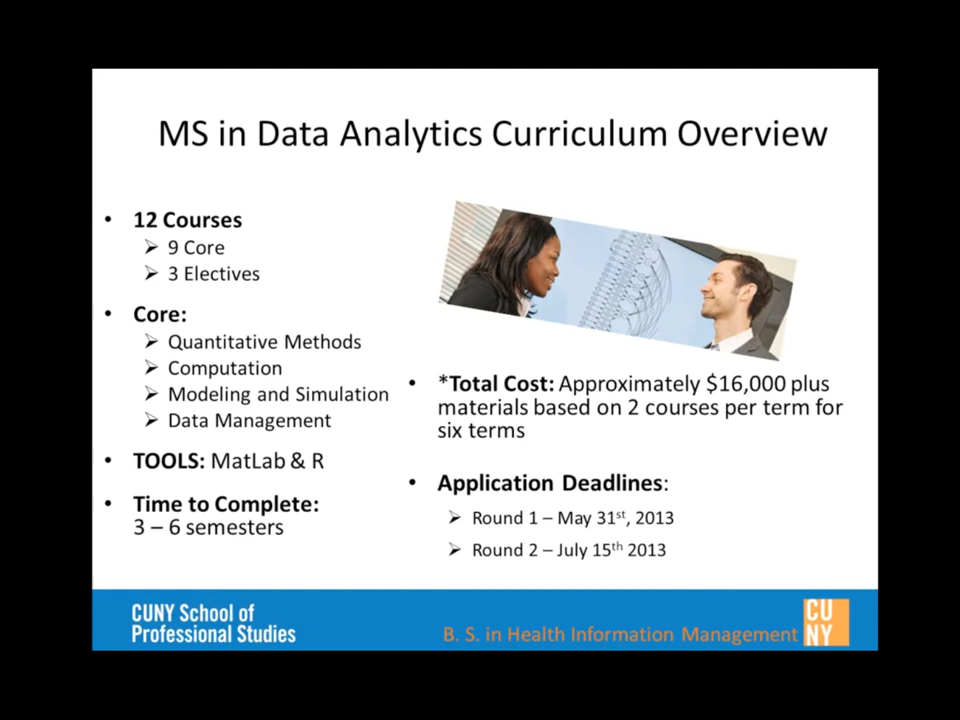 MS in Data Analytics Curriculum Overview
• 12 Courses
➢ 9 Core
➢ 3 Electives
• Core:
➢ Quantitative Methods
➢ Computation
➢ Modeling and Simulation
➢ Data Management
• TOOLS: MatLab & R
• Time to Complete:
3 – 6 semesters
• *Total Cost: Approximately $16,000 plus
materials based on 2 courses per term for
six terms
• Application Deadlines:
➢ Round 1 – May 31st, 2013
➢ Round 2 – July 15th 2013
CUNY School of
Professional Studies
B. S. in Health Information Management
CU
NY